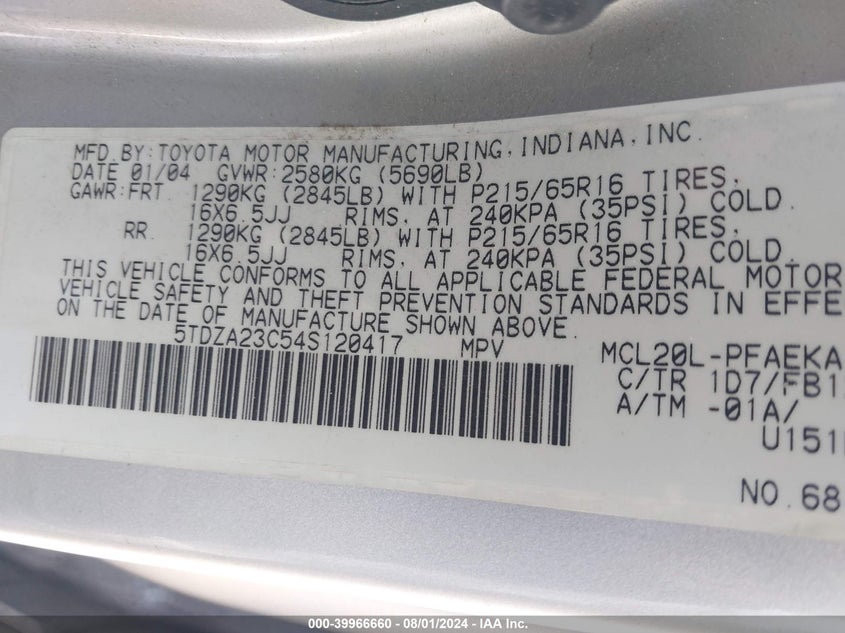 MFD.BY:TOYOTA MOTOR MANUFACTURING,INDIANA,INC.
DATE 01/04 GVWR:2580KG (5690LB)
GAWR:FRT. 1290KG (2845LB) WITH P215/65R16 TIRES,
16X6.5JJ RIMS, AT 240KPA (35PSI) COLD.
RR. 1290KG (2845LB) WITH P215/65R16 TIRES,
16X6.5JJ RIMS, AT 240KPA (35PSI) COLD.
THIS VEHICLE CONFORMS TO ALL APPLICABLE FEDERAL MOTOR
VEHICLE SAFETY AND THEFT PREVENTION STANDARDS IN EFFE
ON THE DATE OF MANUFACTURE SHOWN ABOVE.
5TDZA23C54S120417 MPV MCL20L-PFAEKA
C/TR 1D7/FB1
A/TM -01A/
U151
NO.68
000-39966660 - 08/01/2024 - IAA Inc.